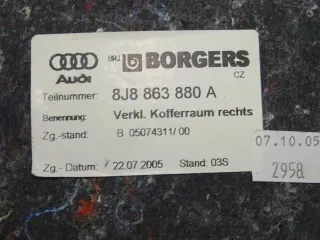 Audi BRJ BORGERS
CZ
Teilnummer: 8J8 863 880 A
Benennung: Verkl. Kofferraum rechts
Zg.-stand: B 05074311/00
Zg.- Datum: 22.07.2005 Stand: 03S
07.10.05
2958